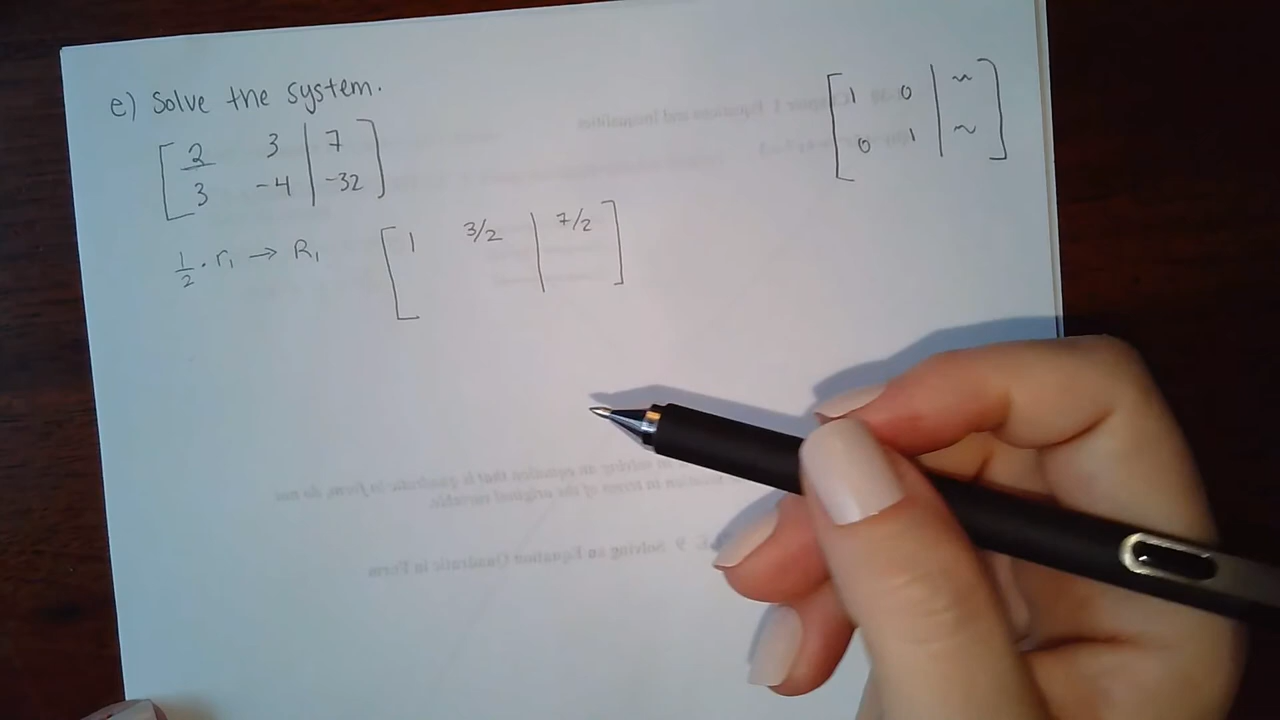 e) Solve the system.
[ 2 3 | 7 ]
[ 3 -4 | -32 ]
1/2 · r₁ → R₁ [ 1 3/2 | 7/2 ]
[ 1 0 | ~ ]
[ 0 1 | ~ ]